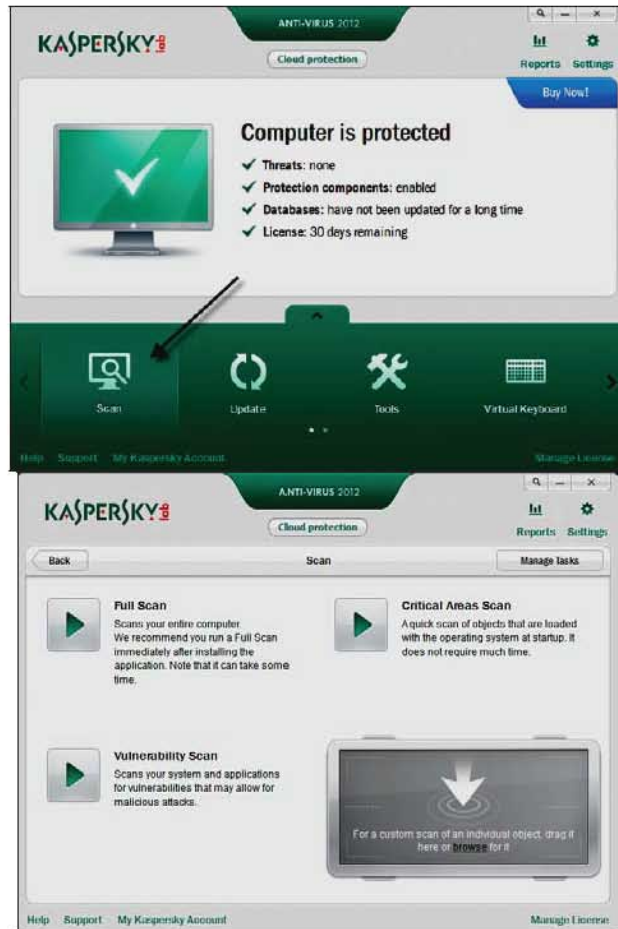 KASPERSKY lab
ANTI-VIRUS 2012
Cloud protection
Reports
Settings
Buy Now!
Computer is protected
Threats: none
Protection components: enabled
Databases: have not been updated for a long time
License: 30 days remaining
Scan
Update
Tools
Virtual Keyboard
Help
Support
My Kaspersky Account
Manage License
KASPERSKY lab
ANTI-VIRUS 2012
Cloud protection
Reports
Settings
Back
Scan
Manage Tasks
Full Scan
Scans your entire computer.
We recommend you run a Full Scan
immediately after installing the
application. Note that it can take some
time.
Critical Areas Scan
A quick scan of objects that are loaded
with the operating system at startup. It
does not require much time.
Vulnerability Scan
Scans your system and applications
for vulnerabilities that may allow for
malicious attacks.
For a custom scan of an individual object, drag it
here or browse for it
Help
Support
My Kaspersky Account
Manage License